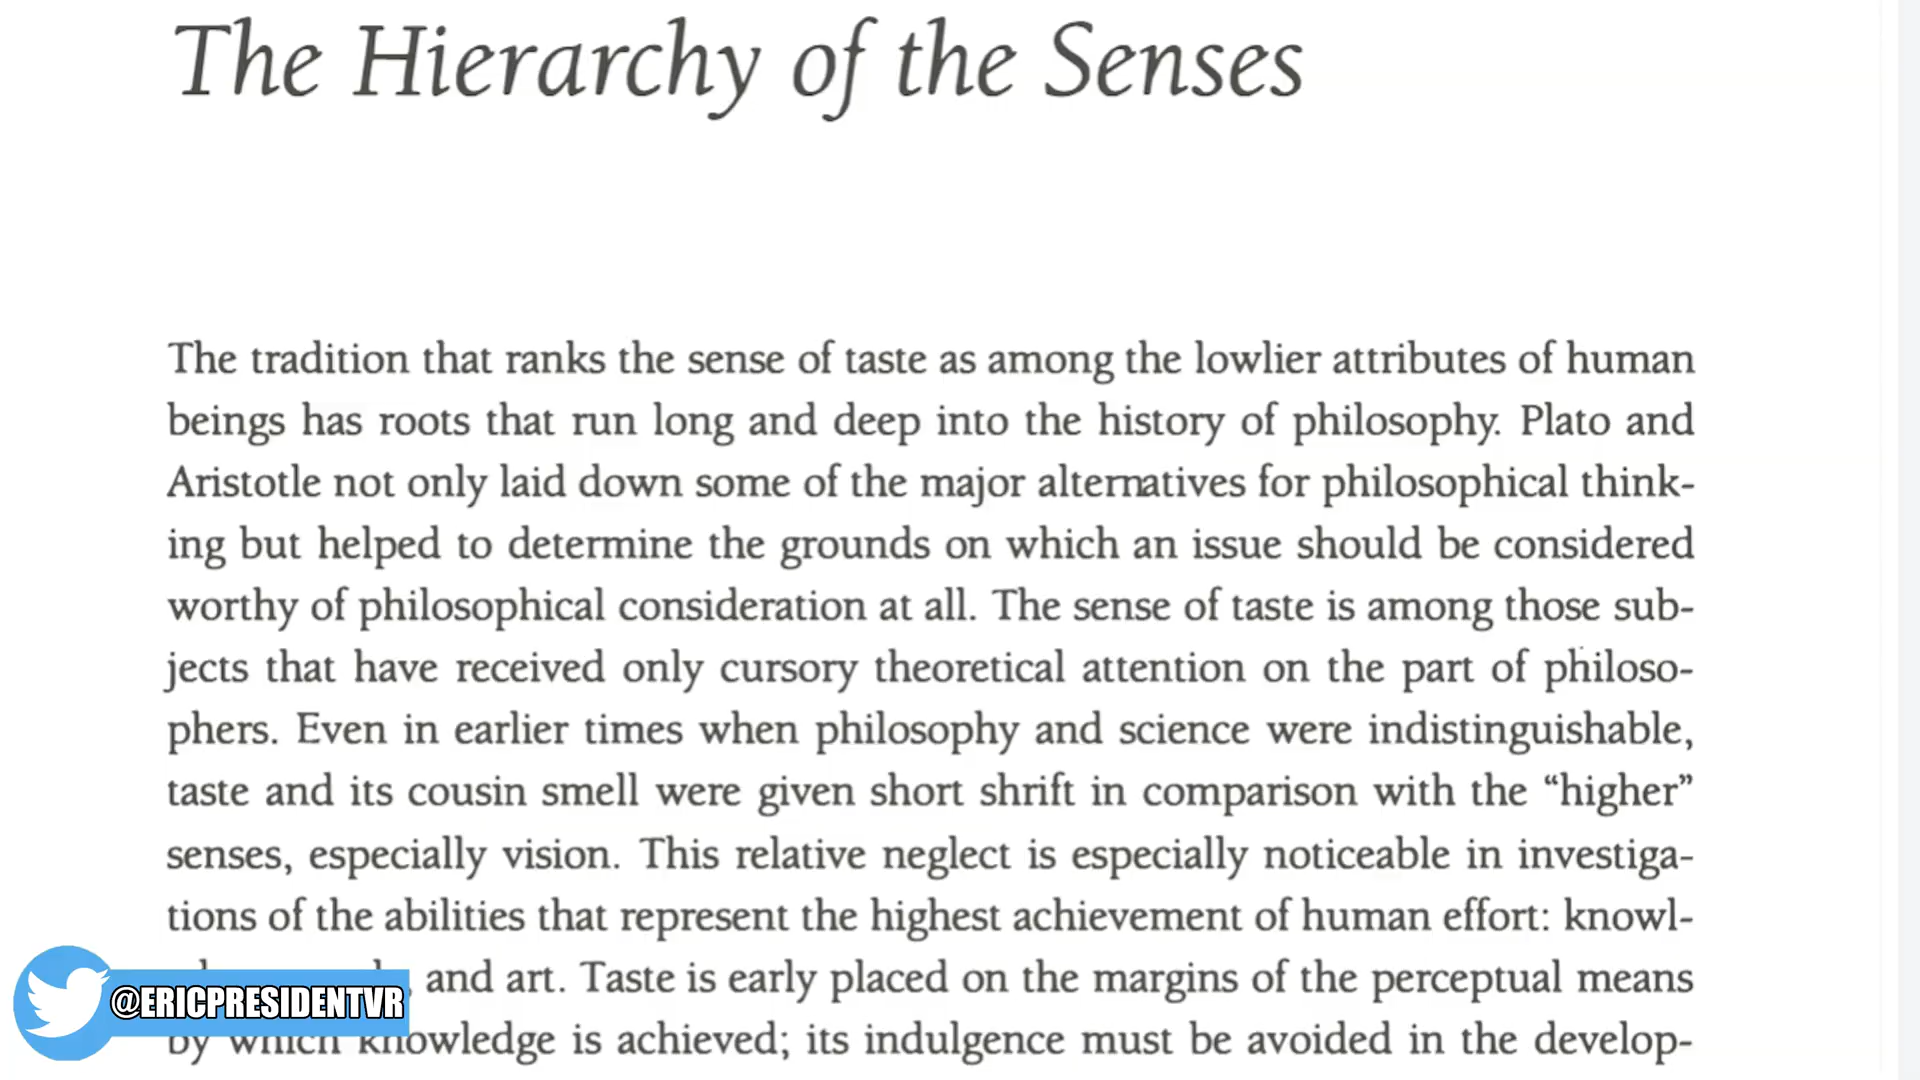 The Hierarchy of the Senses
The tradition that ranks the sense of taste as among the lowlier attributes of human
beings has roots that run long and deep into the history of philosophy. Plato and
Aristotle not only laid down some of the major alternatives for philosophical think-
ing but helped to determine the grounds on which an issue should be considered
worthy of philosophical consideration at all. The sense of taste is among those sub-
jects that have received only cursory theoretical attention on the part of philoso-
phers. Even in earlier times when philosophy and science were indistinguishable,
taste and its cousin smell were given short shrift in comparison with the “higher”
senses, especially vision. This relative neglect is especially noticeable in investiga-
tions of the abilities that represent the highest achievement of human effort: knowl-
and art. Taste is early placed on the margins of the perceptual means
@ERICPRESIDENTVR
by which knowledge is achieved; its indulgence must be avoided in the develop-